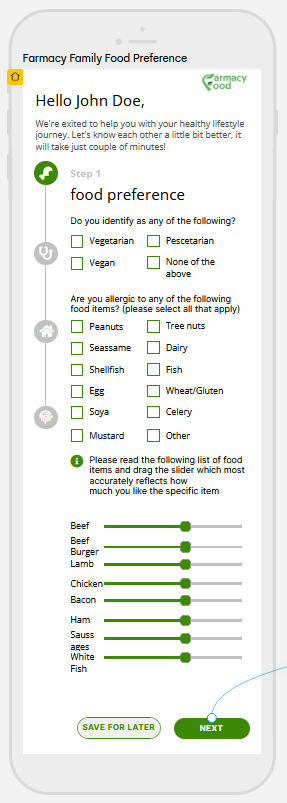 Farmacy Family Food Preference
Farmacy
Food
Hello John Doe,
We're exited to help you with your healthy lifestyle
journey. Let's know each other a little bit better, it
will take just couple of minutes!
Step 1
food preference
Do you identify as any of the following?
Vegetarian
Pescetarian
Vegan
None of the
above
Are you allergic to any of the following
food items? (please select all that apply)
Peanuts
Tree nuts
Seassame
Dairy
Shellfish
Fish
Egg
Wheat/Gluten
Soya
Celery
Mustard
Other
Please read the following list of food
items and drag the slider which most
accurately reflects how
much you like the specific item
Beef
Beef
Burger
Lamb
Chicken
Bacon
Ham
Sauss
ages
White
Fish
SAVE FOR LATER
NEXT